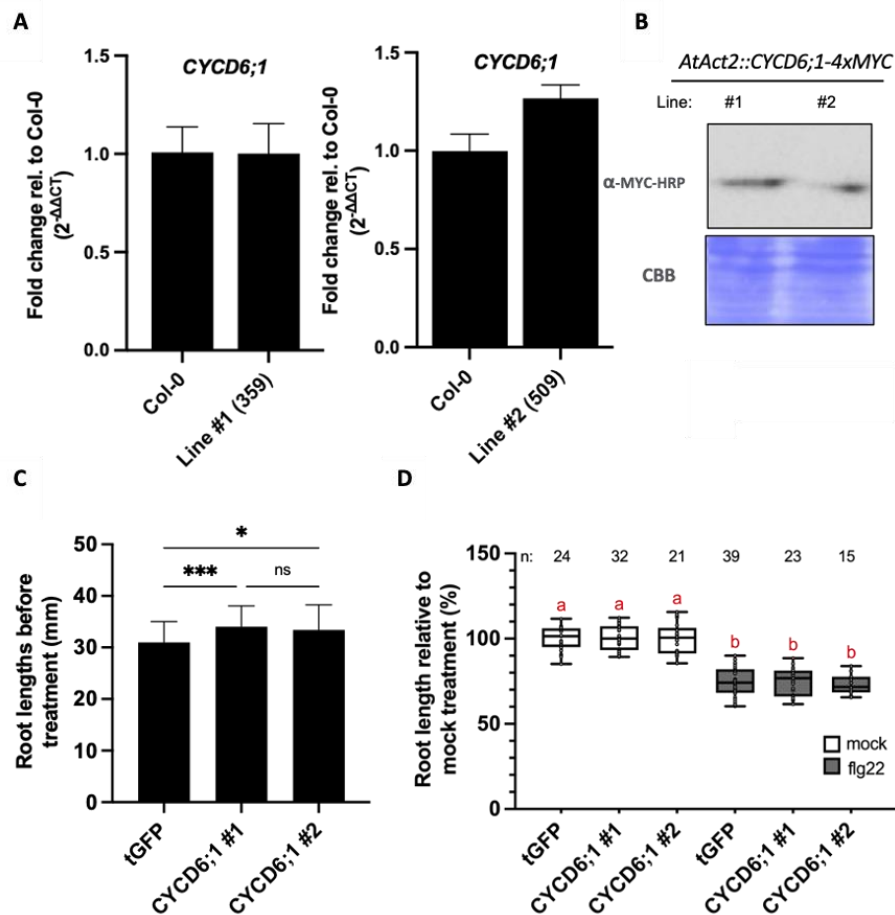 A
CYCD6;1
Fold change rel. to Col-0
(2-ΔΔCT)
1.5
1.0
0.5
0.0
Col-0
Line #1 (359)
CYCD6;1
Fold change rel. to Col-0
(2-ΔΔCT)
1.5
1.0
0.5
0.0
Col-0
Line #2 (509)
B
AtAct2::CYCD6;1-4xMYC
Line: #1 #2
α-MYC-HRP
CBB
C
Root lengths before
treatment (mm)
50
40
30
20
10
0
*
*** ns
tGFP
CYCD6;1 #1
CYCD6;1 #2
D
Root length relative to
mock treatment (%)
150
100
50
0
n: 24 32 21 39 23 15
a a a b b b
mock
flg22
tGFP
CYCD6;1 #1
CYCD6;1 #2
tGFP
CYCD6;1 #1
CYCD6;1 #2